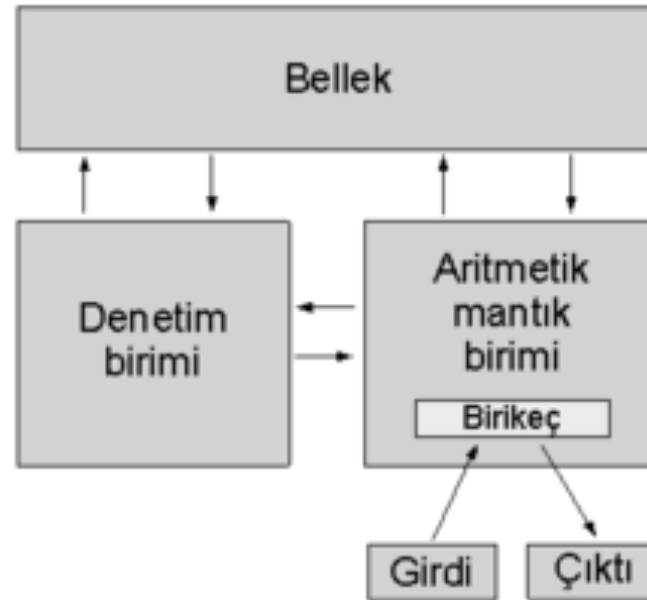 Bellek
Denetim
birimi
Aritmetik
mantık
birimi
Birikeç
Girdi
Çıktı